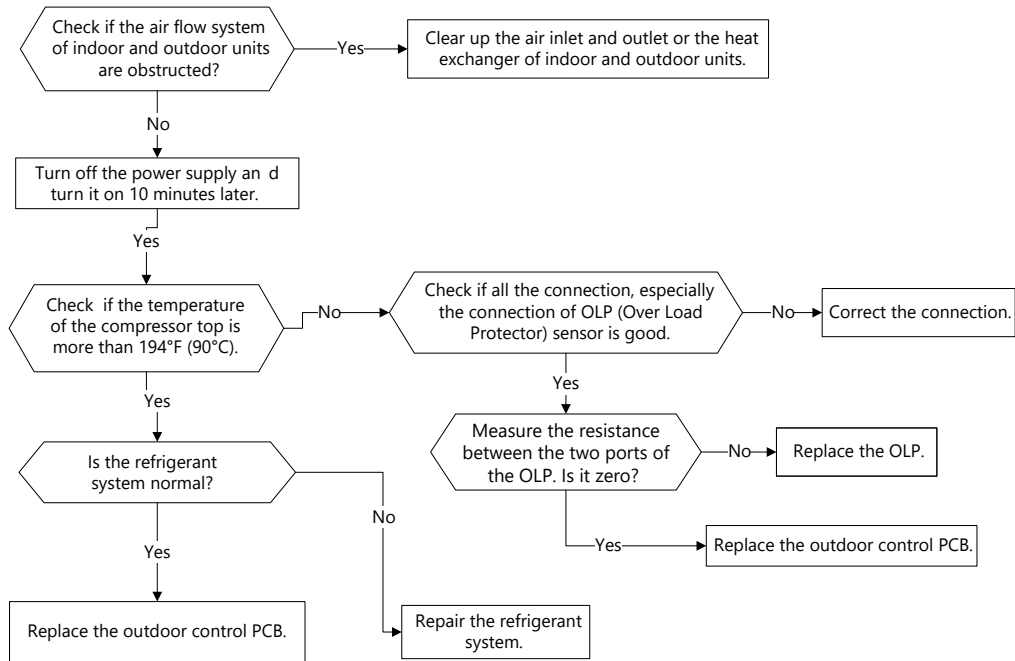 Check if the air flow system
of indoor and outdoor units
are obstructed?
Yes
Clear up the air inlet and outlet or the heat
exchanger of indoor and outdoor units.
No
Turn off the power supply an d
turn it on 10 minutes later.
Yes
Check if the temperature
of the compressor top is
more than 194°F (90°C).
No
Check if all the connection, especially
the connection of OLP (Over Load
Protector) sensor is good.
No
Correct the connection.
Yes
Yes
Measure the resistance
between the two ports of
the OLP. Is it zero?
No
Replace the OLP.
Is the refrigerant
system normal?
No
Yes
Replace the outdoor control PCB.
Yes
Replace the outdoor control PCB.
Repair the refrigerant
system.